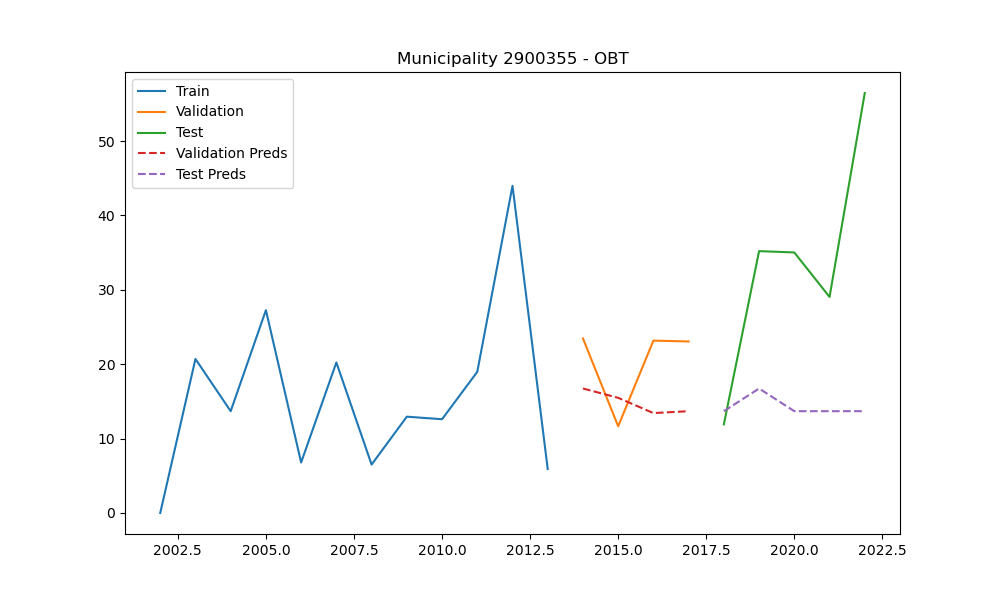 Municipality 2900355 - OBT
Train
Validation
Test
Validation Preds
Test Preds
50
40
30
20
10
0
2002.5 2005.0 2007.5 2010.0 2012.5 2015.0 2017.5 2020.0 2022.5